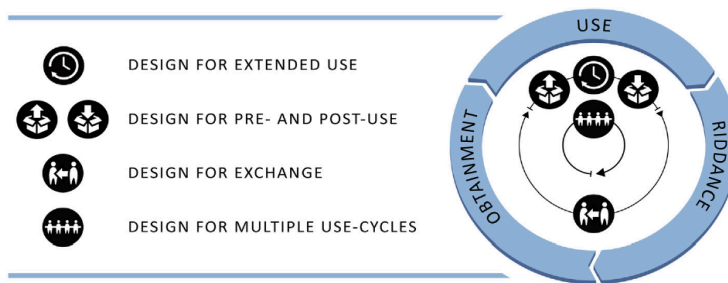 DESIGN FOR EXTENDED USE
DESIGN FOR PRE- AND POST-USE
DESIGN FOR EXCHANGE
DESIGN FOR MULTIPLE USE-CYCLES
USE
OBTAINMENT
RIDDANCE